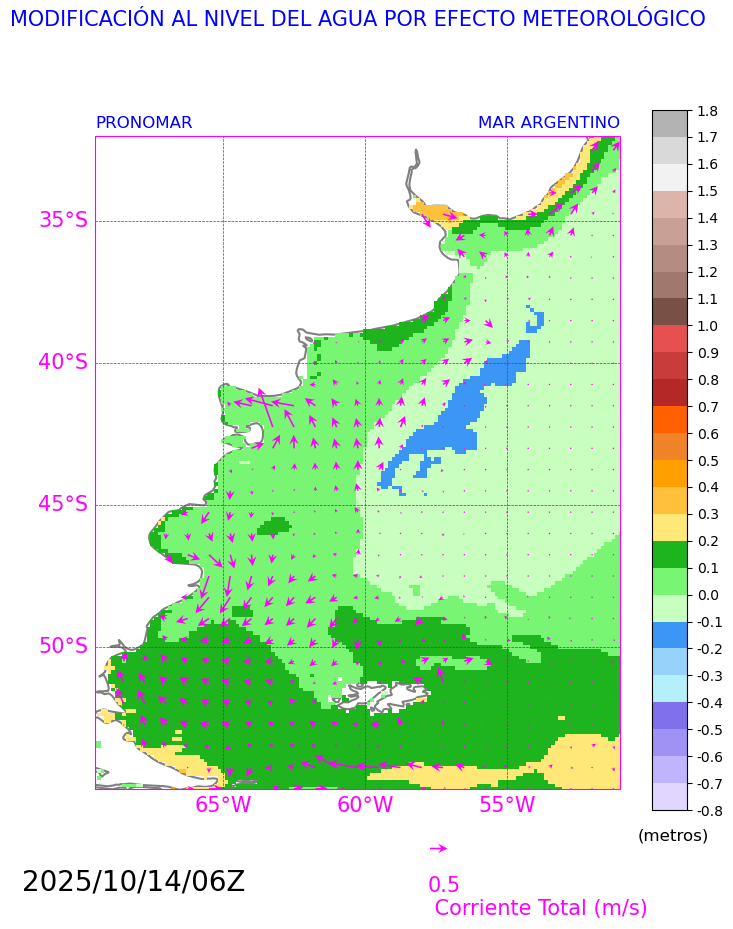 MODIFICACIÓN AL NIVEL DEL AGUA POR EFECTO METEOROLÓGICO
PRONOMAR MAR ARGENTINO
35°S
40°S
45°S
50°S
65°W 60°W 55°W
1.8
1.7
1.6
1.5
1.4
1.3
1.2
1.1
1.0
0.9
0.8
0.7
0.6
0.5
0.4
0.3
0.2
0.1
0.0
-0.1
-0.2
-0.3
-0.4
-0.5
-0.6
-0.7
-0.8
(metros)
2025/10/14/06Z
0.5
Corriente Total (m/s)